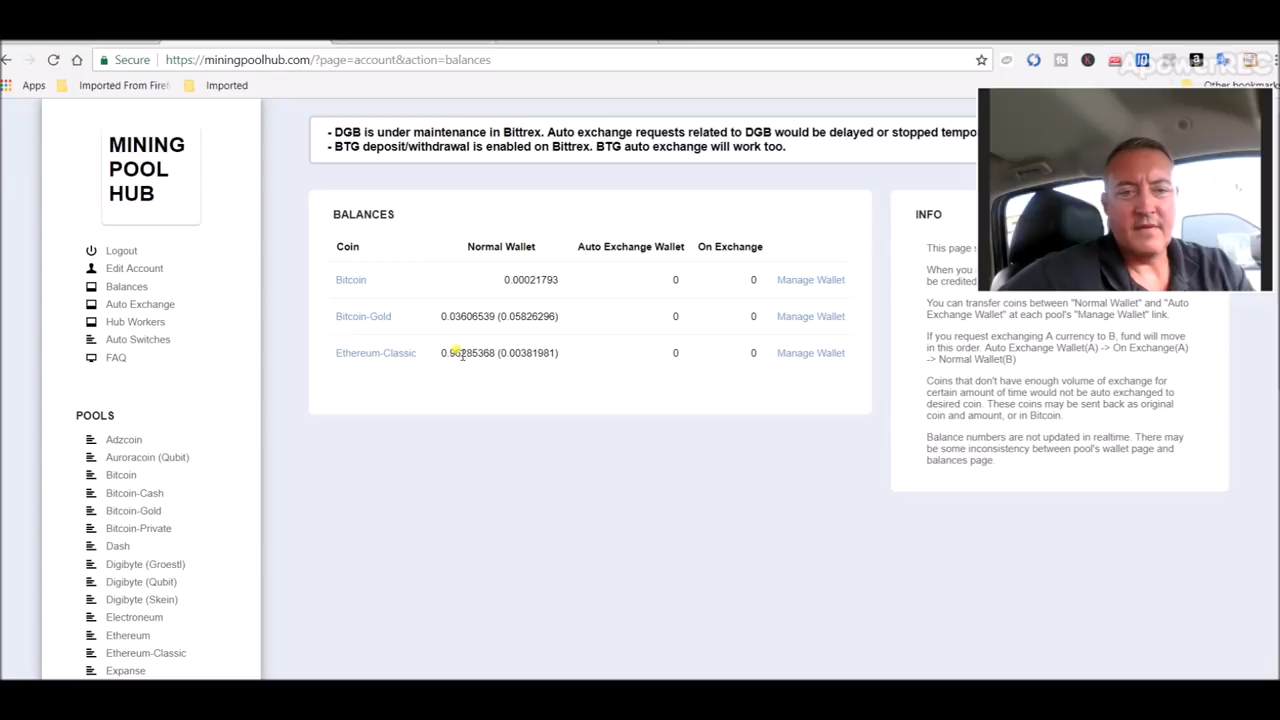 ApowerREC
Secure https://miningpoolhub.com/?page=account&action=balances
Apps Imported From Firef Imported Other bookmark
MINING
POOL
HUB
Logout
Edit Account
Balances
Auto Exchange
Hub Workers
Auto Switches
FAQ
POOLS
Adzcoin
Auroracoin (Qubit)
Bitcoin
Bitcoin-Cash
Bitcoin-Gold
Bitcoin-Private
Dash
Digibyte (Groestl)
Digibyte (Qubit)
Digibyte (Skein)
Electroneum
Ethereum
Ethereum-Classic
Expanse
- DGB is under maintenance in Bittrex. Auto exchange requests related to DGB would be delayed or stopped tempo
- BTG deposit/withdrawal is enabled on Bittrex. BTG auto exchange will work too.
BALANCES
Coin Normal Wallet Auto Exchange Wallet On Exchange
Bitcoin 0.00021793 0 0 Manage Wallet
Bitcoin-Gold 0.03606539 (0.05826296) 0 0 Manage Wallet
Ethereum-Classic (0.00381981) 0 0 Manage Wallet
INFO
This page
When you
be credited
You can transfer coins between "Normal Wallet" and "Auto
Exchange Wallet" at each pool's "Manage Wallet" link.
If you request exchanging A currency to B, fund will move
in this order. Auto Exchange Wallet(A) -> On Exchange(A)
-> Normal Wallet(B)
Coins that don't have enough volume of exchange for
certain amount of time would not be auto exchanged to
desired coin. These coins may be sent back as original
coin and amount, or in Bitcoin.
Balance numbers are not updated in realtime. There may
be some inconsistency between pool's wallet page and
balances page.